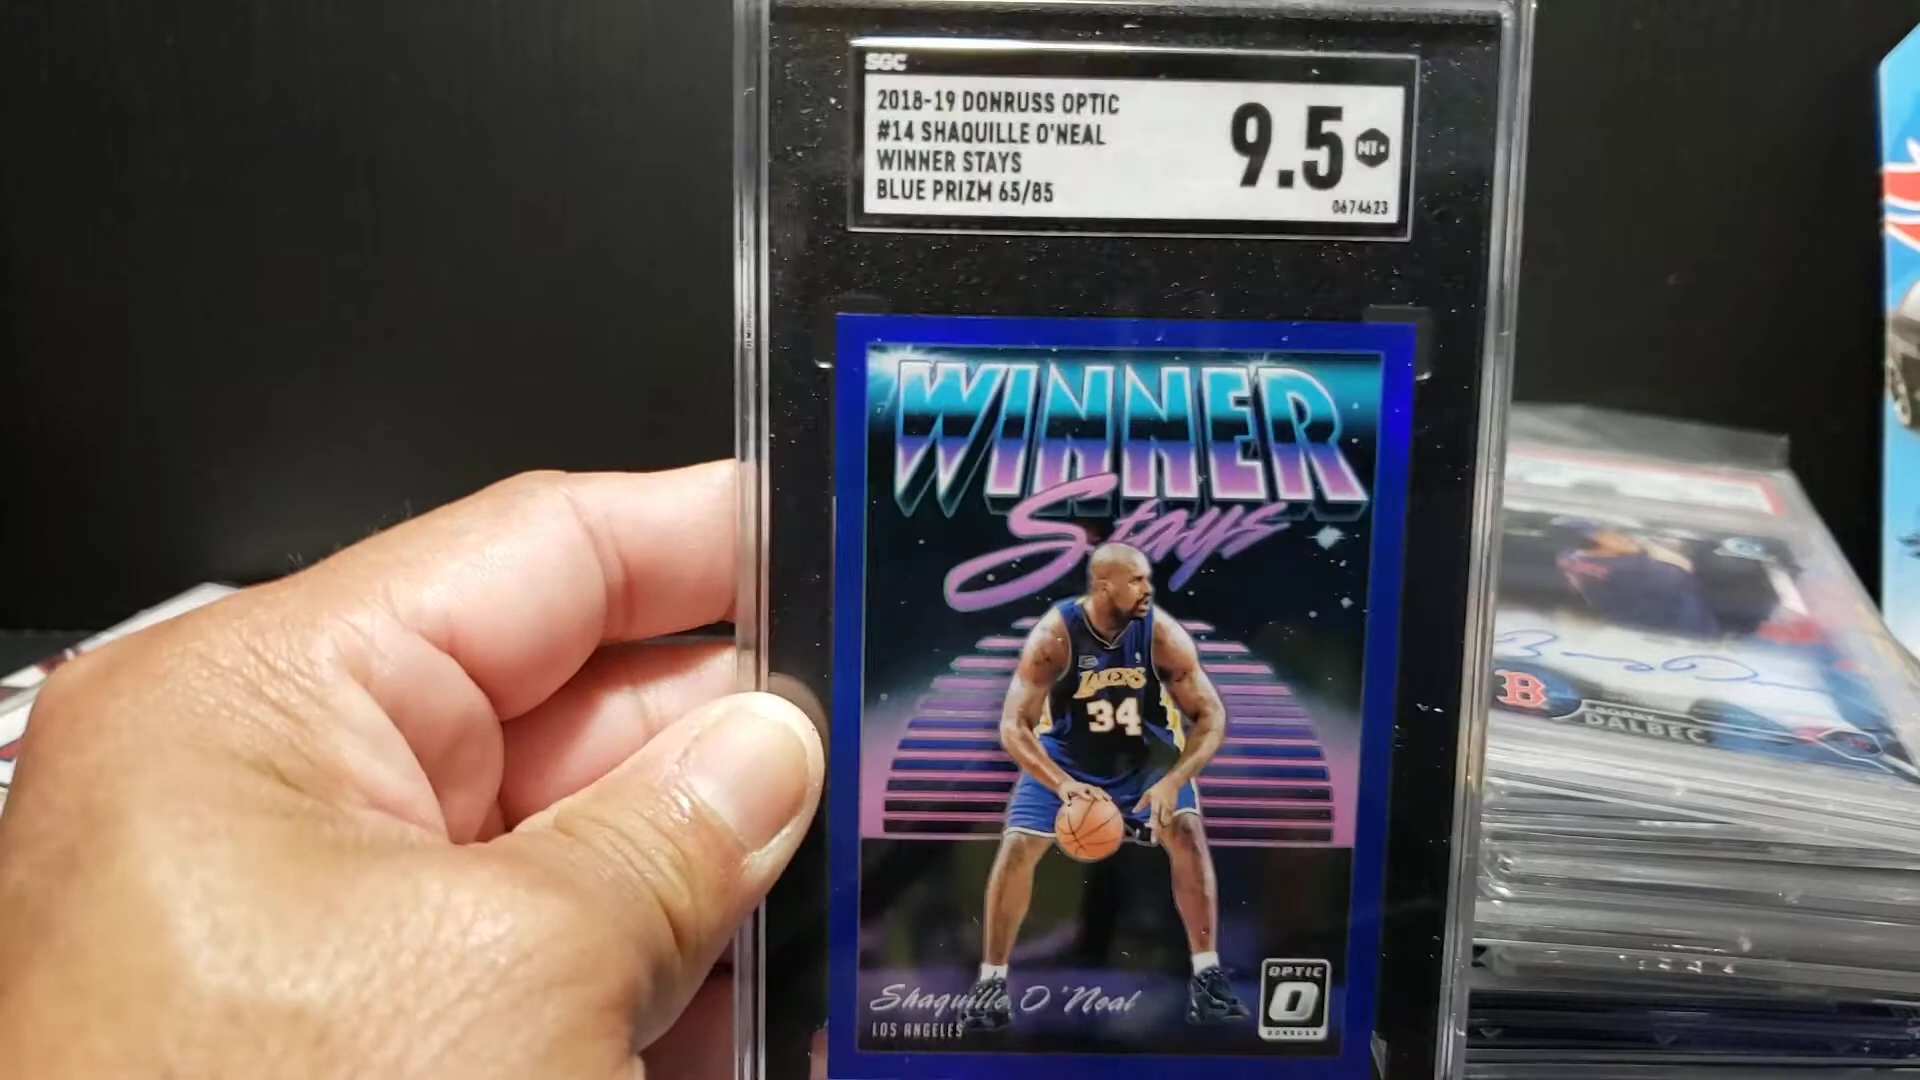 SGC
2018-19 DONRUSS OPTIC
#14 SHAQUILLE O'NEAL
WINNER STAYS
BLUE PRIZM 65/85
9.5
MT+
0674623
WINNER
Stays
LAKERS
34
Shaquille O'Neal
LOS ANGELES
OPTIC
O
DONRUSS
B
DALBEC